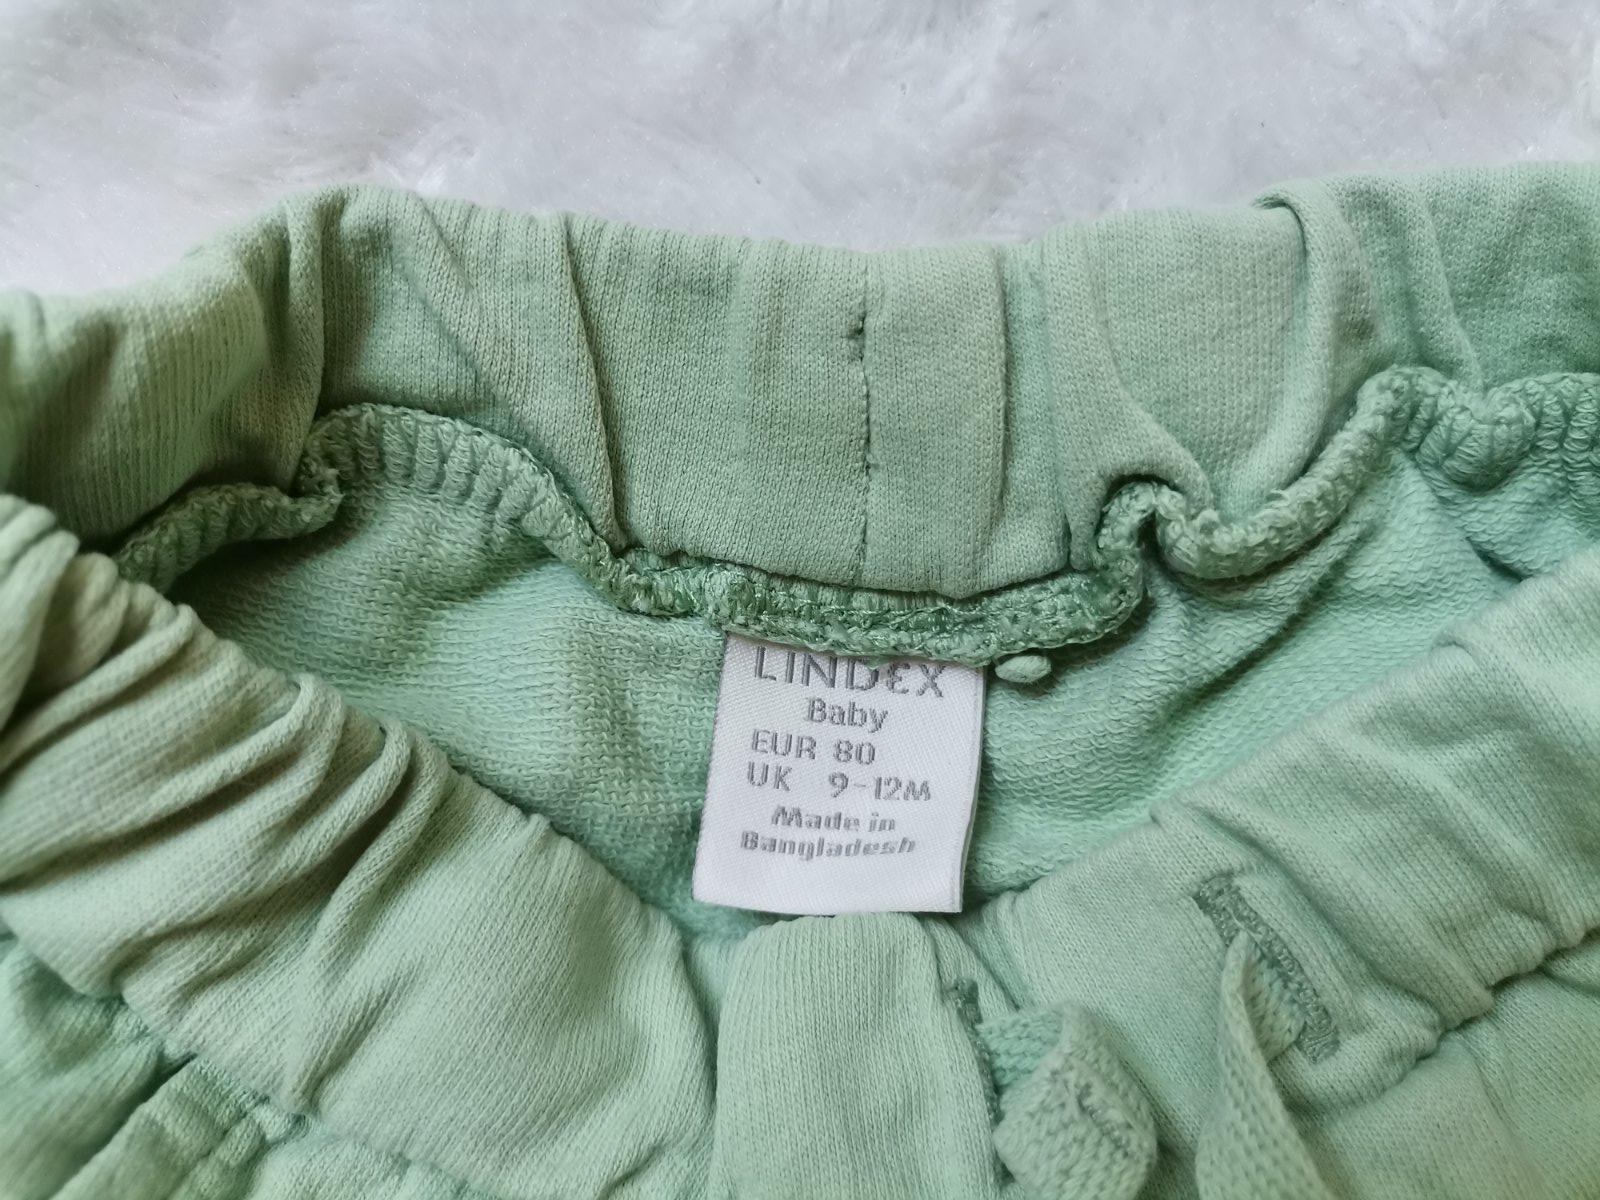 LINDEX
Baby
EUR 80
UK 9-12M
Made in
Bangladesh